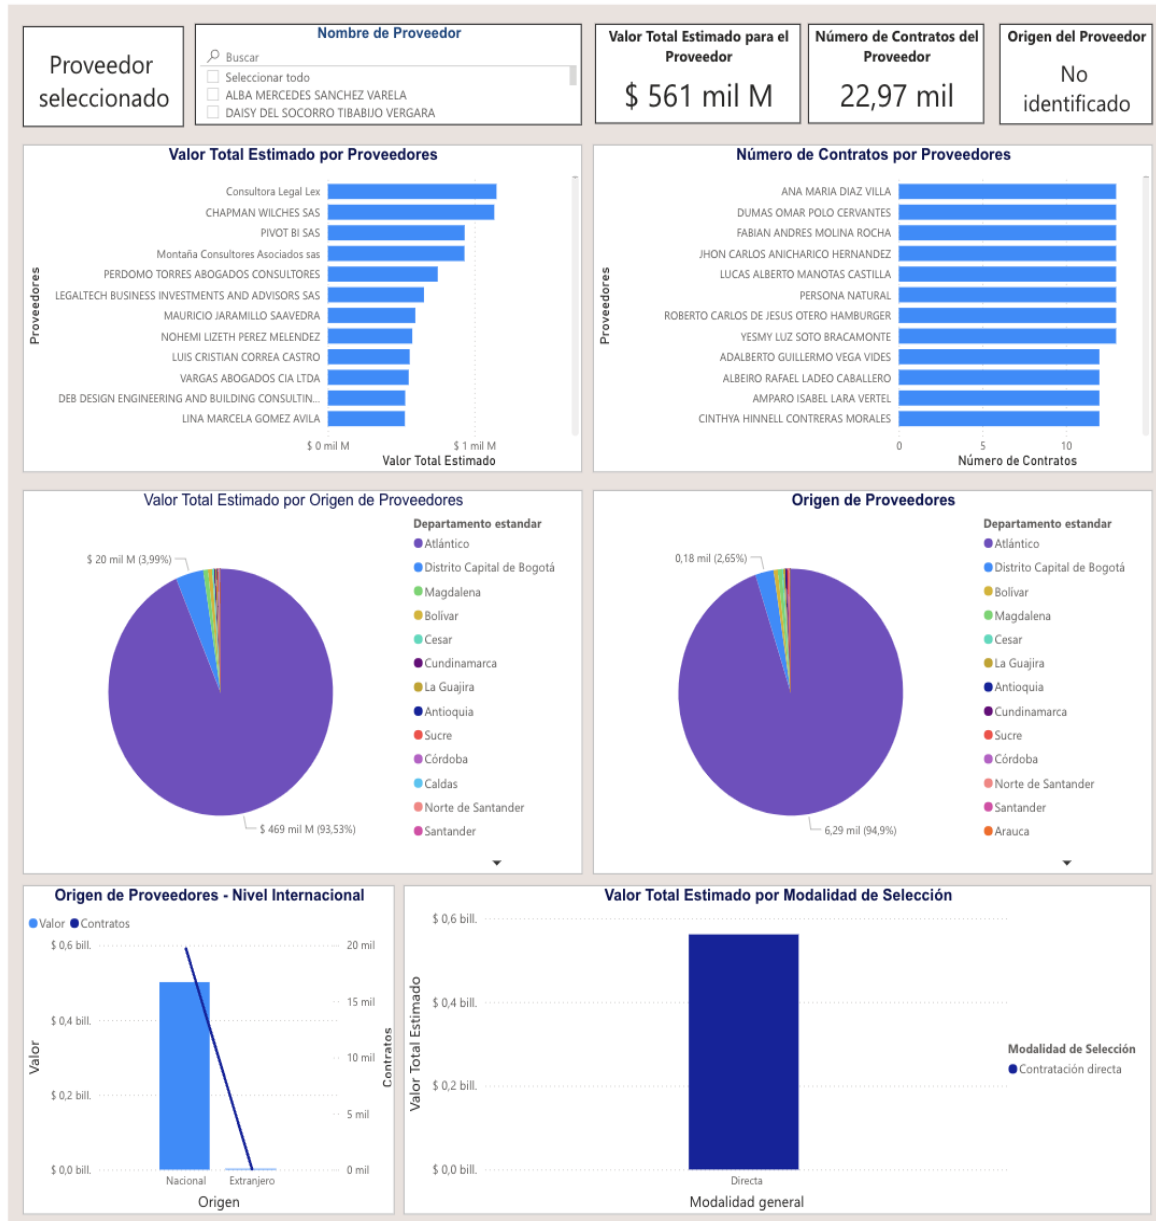 Proveedor
seleccionado
Nombre de Proveedor
Buscar
Seleccionar todo
ALBA MERCEDES SANCHEZ VARELA
DAISY DEL SOCORRO TIBABIJO VERGARA
Valor Total Estimado para el
Proveedor
$ 561 mil M
Número de Contratos del
Proveedor
22,97 mil
Origen del Proveedor
No
identificado
Valor Total Estimado por Proveedores
Proveedores
Consultora Legal Lex
CHAPMAN WILCHES SAS
PIVOT BI SAS
Montaña Consultores Asociados sas
PERDOMO TORRES ABOGADOS CONSULTORES
LEGALTECH BUSINESS INVESTMENTS AND ADVISORS SAS
MAURICIO JARAMILLO SAAVEDRA
NOHEMI LIZETH PEREZ MELENDEZ
LUIS CRISTIAN CORREA CASTRO
VARGAS ABOGADOS CIA LTDA
DEB DESIGN ENGINEERING AND BUILDING CONSULTIN...
LINA MARCELA GOMEZ AVILA
$ 0 mil M
$ 1 mil M
Valor Total Estimado
Número de Contratos por Proveedores
Proveedores
ANA MARIA DIAZ VILLA
DUMAS OMAR POLO CERVANTES
FABIAN ANDRES MOLINA ROCHA
JHON CARLOS ANICHARICO HERNANDEZ
LUCAS ALBERTO MANOTAS CASTILLA
PERSONA NATURAL
ROBERTO CARLOS DE JESUS OTERO HAMBURGER
YESMY LUZ SOTO BRACAMONTE
ADALBERTO GUILLERMO VEGA VIDES
ALBEIRO RAFAEL LADEO CABALLERO
AMPARO ISABEL LARA VERTEL
CINTHYA HINNELL CONTRERAS MORALES
0
5
10
Número de Contratos
Valor Total Estimado por Origen de Proveedores
$ 20 mil M (3,99%)
$ 469 mil M (93,53%)
Departamento estandar
Atlántico
Distrito Capital de Bogotá
Magdalena
Bolívar
Cesar
Cundinamarca
La Guajira
Antioquia
Sucre
Córdoba
Caldas
Norte de Santander
Santander
Origen de Proveedores
0,18 mil (2,65%)
6,29 mil (94,9%)
Departamento estandar
Atlántico
Distrito Capital de Bogotá
Bolívar
Magdalena
Cesar
La Guajira
Antioquia
Cundinamarca
Sucre
Córdoba
Norte de Santander
Santander
Arauca
Origen de Proveedores - Nivel Internacional
Valor Contratos
Valor
$ 0,6 bill.
$ 0,4 bill.
$ 0,2 bill.
$ 0,0 bill.
20 mil
15 mil
10 mil
5 mil
0 mil
Contratos
Nacional
Extranjero
Origen
Valor Total Estimado por Modalidad de Selección
Valor Total Estimado
$ 0,6 bill.
$ 0,4 bill.
$ 0,2 bill.
$ 0,0 bill.
Directa
Modalidad general
Modalidad de Selección
Contratación directa